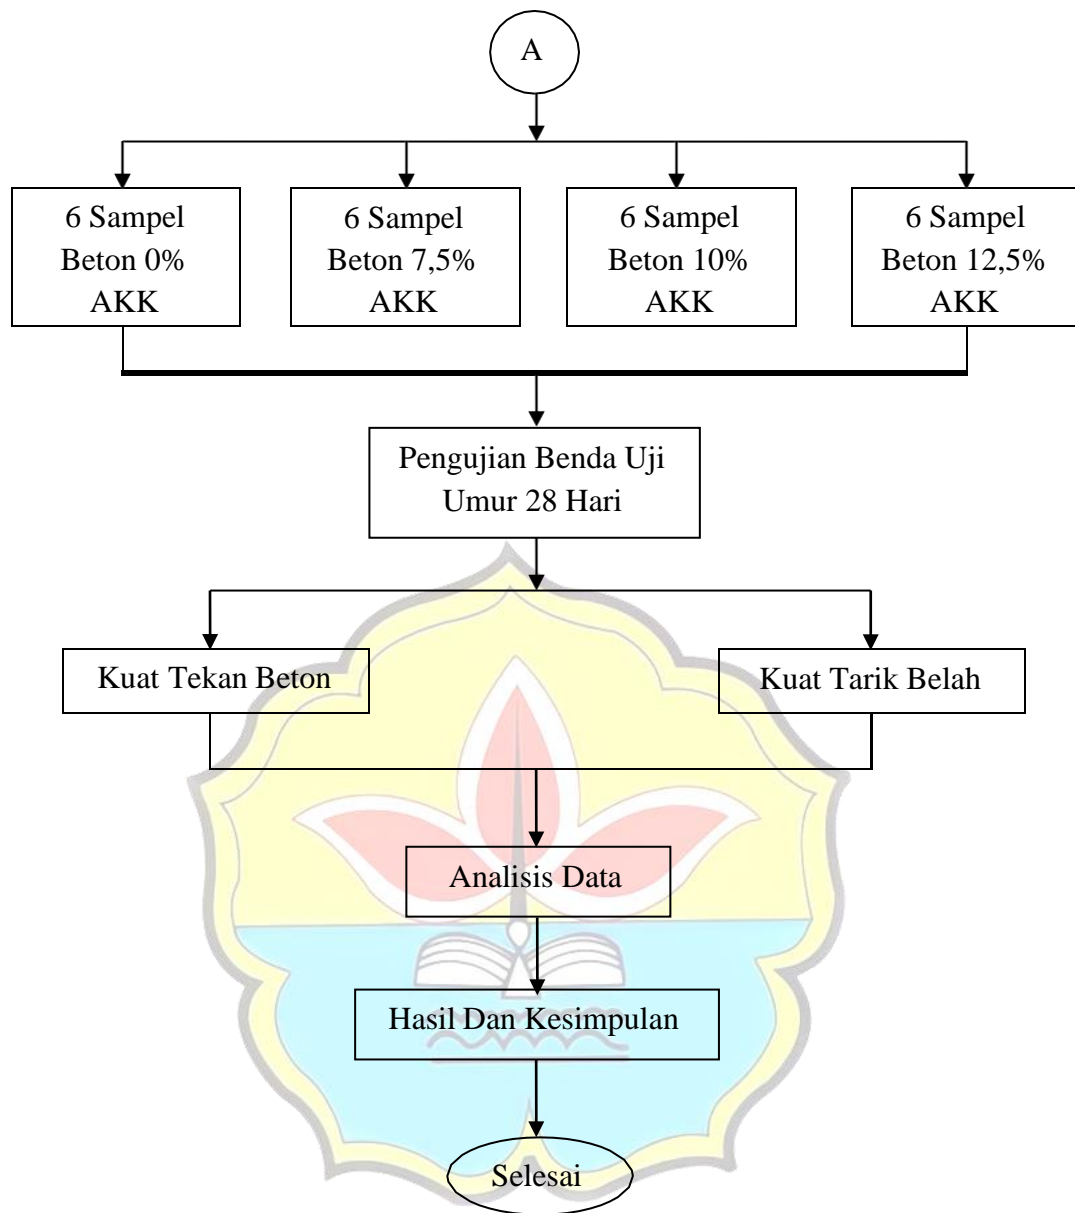 A
6 Sampel
Beton 0%
AKK
6 Sampel
Beton 7,5%
AKK
6 Sampel
Beton 10%
AKK
6 Sampel
Beton 12,5%
AKK
Pengujian Benda Uji
Umur 28 Hari
Kuat Tekan Beton
Kuat Tarik Belah
Analisis Data
Hasil Dan Kesimpulan
Selesai